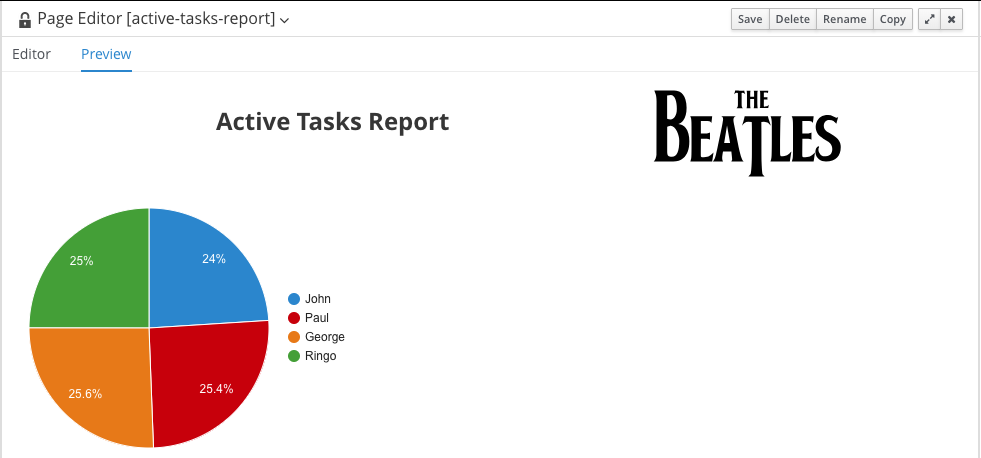 Page Editor [active-tasks-report]
Save Delete Rename Copy
Editor Preview
Active Tasks Report
THE
BEATLES
25%
24%
25.6%
25.4%
John
Paul
George
Ringo